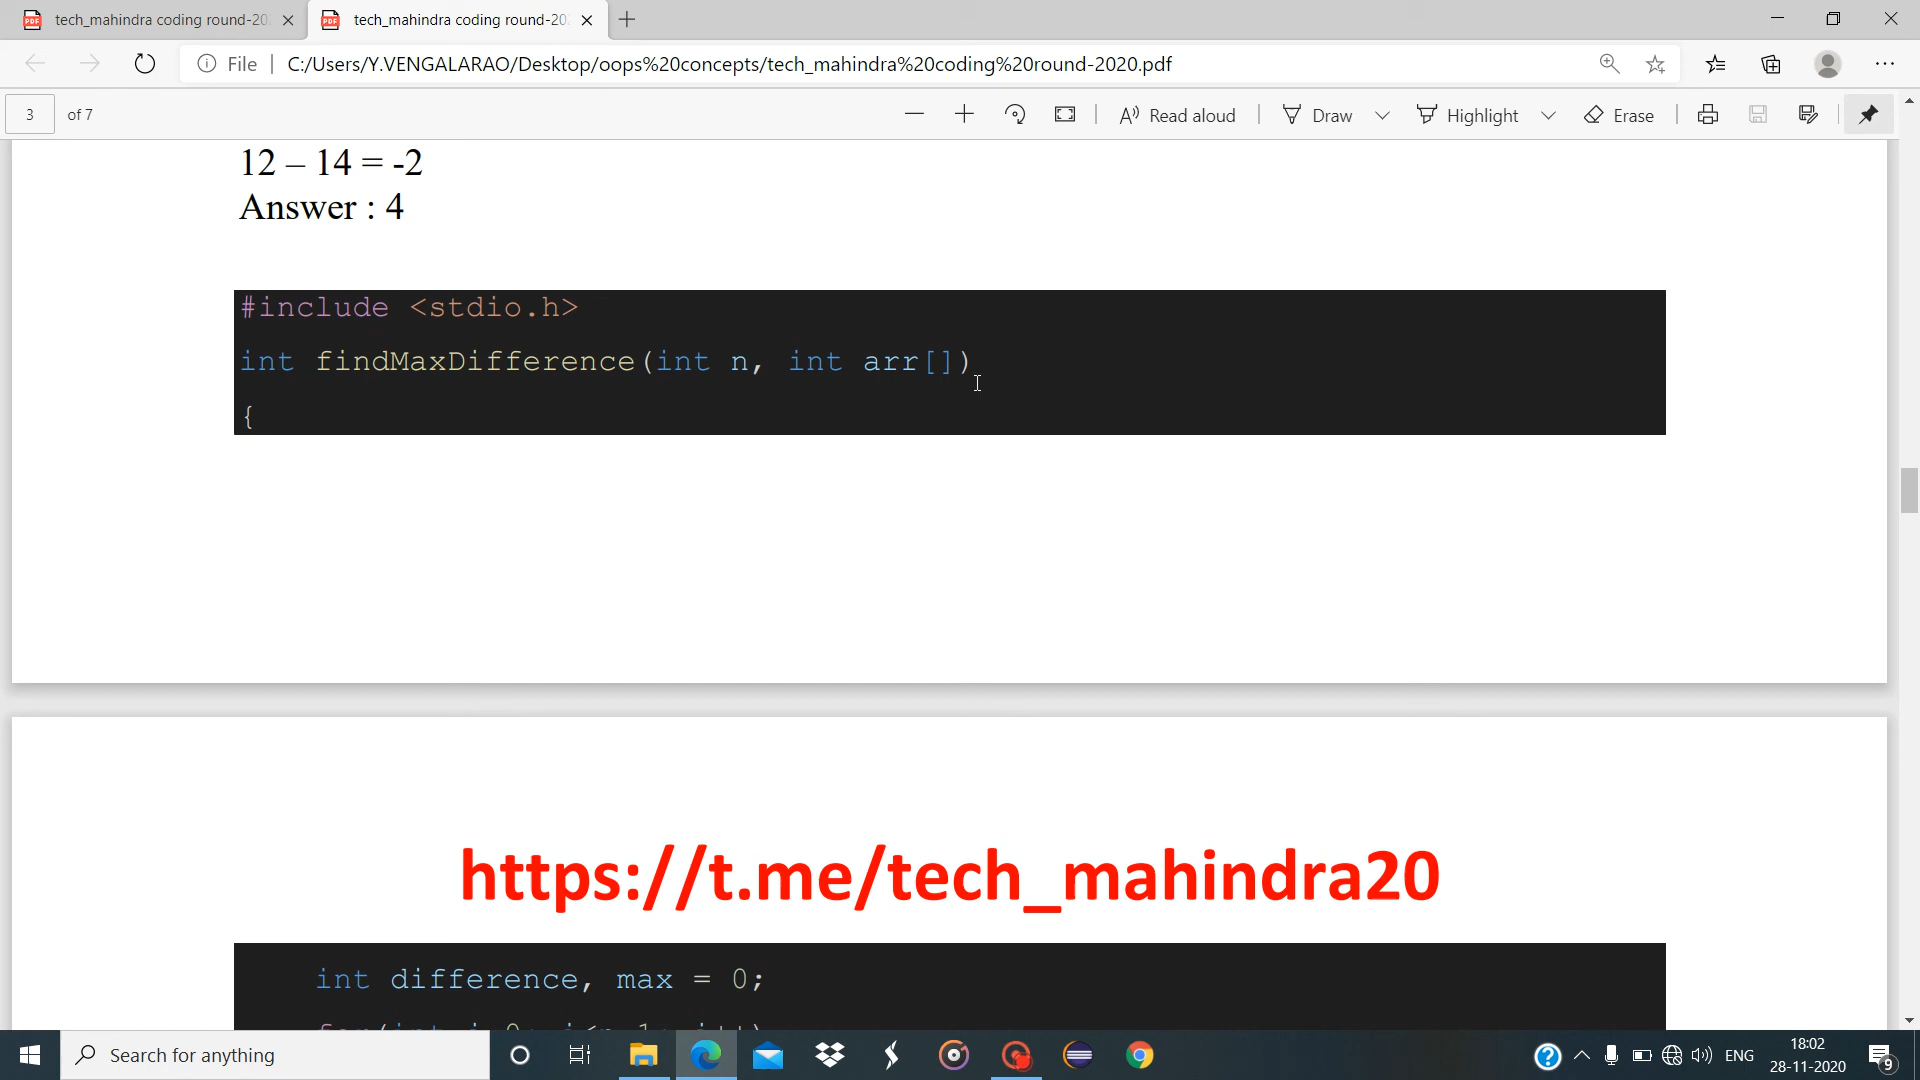 tech_mahindra coding round-20
tech_mahindra coding round-20
File
C:/Users/Y.VENGALARAO/Desktop/oops%20concepts/tech_mahindra%20coding%20round-2020.pdf
3 of 7
Read aloud
Draw
Highlight
Erase
12 – 14 = -2
Answer : 4
#include <stdio.h>
int findMaxDifference(int n, int arr[])
{
https://t.me/tech_mahindra20
int difference, max = 0;
Search for anything
ENG
18:02
28-11-2020
9